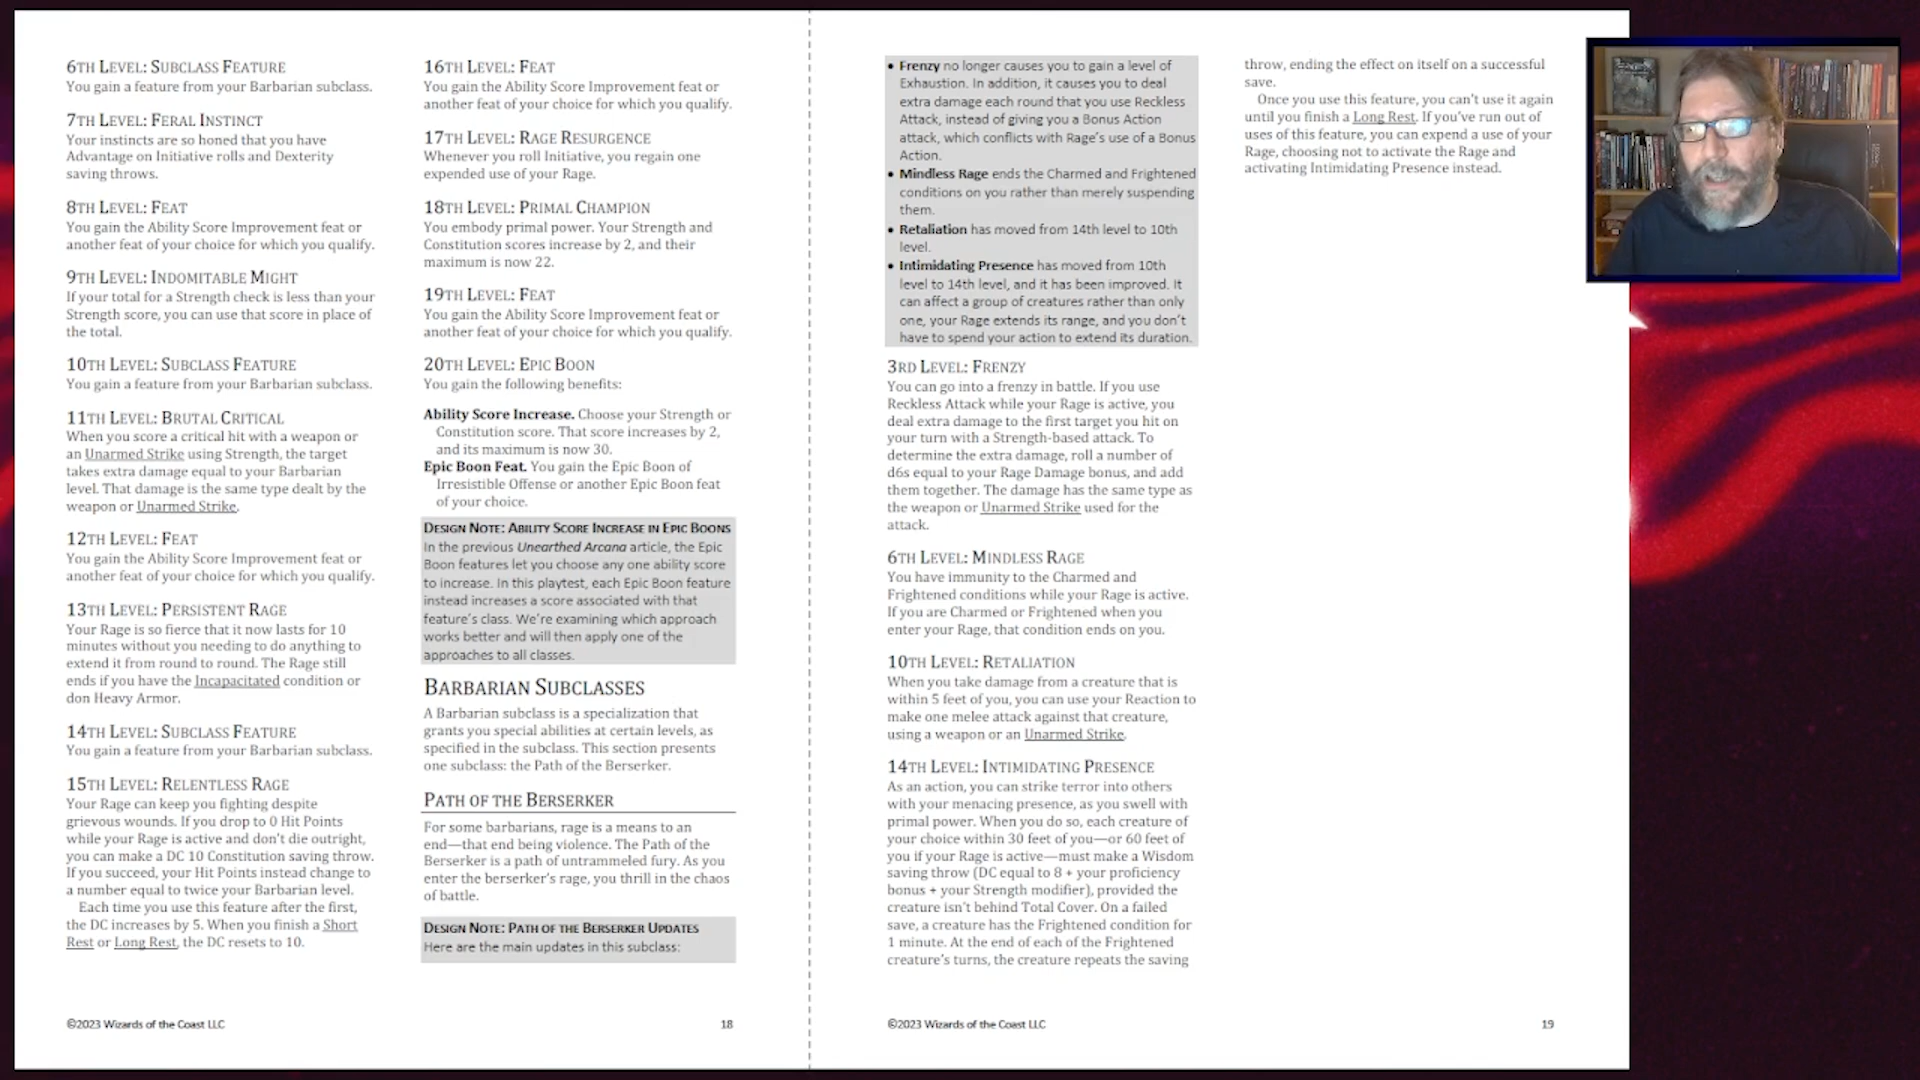 6TH LEVEL: SUBCLASS FEATURE
You gain a feature from your Barbarian subclass.
7TH LEVEL: FERAL INSTINCT
Your instincts are so honed that you have
Advantage on Initiative rolls and Dexterity
saving throws.
8TH LEVEL: FEAT
You gain the Ability Score Improvement feat or
another feat of your choice for which you qualify.
9TH LEVEL: INDOMITABLE MIGHT
If your total for a Strength check is less than your
Strength score, you can use that score in place of
the total.
10TH LEVEL: SUBCLASS FEATURE
You gain a feature from your Barbarian subclass.
11TH LEVEL: BRUTAL CRITICAL
When you score a critical hit with a weapon or
an Unarmed Strike using Strength, the target
takes extra damage equal to your Barbarian
level. That damage is the same type dealt by the
weapon or Unarmed Strike.
12TH LEVEL: FEAT
You gain the Ability Score Improvement feat or
another feat of your choice for which you qualify.
13TH LEVEL: PERSISTENT RAGE
Your Rage is so fierce that it now lasts for 10
minutes without you needing to do anything to
extend it from round to round. The Rage still
ends if you have the Incapacitated condition or
don Heavy Armor.
14TH LEVEL: SUBCLASS FEATURE
You gain a feature from your Barbarian subclass.
15TH LEVEL: RELENTLESS RAGE
Your Rage can keep you fighting despite
grievous wounds. If you drop to 0 Hit Points
while your Rage is active and don't die outright,
you can make a DC 10 Constitution saving throw.
If you succeed, your Hit Points instead change to
a number equal to twice your Barbarian level.
Each time you use this feature after the first,
the DC increases by 5. When you finish a Short
Rest or Long Rest, the DC resets to 10.
16TH LEVEL: FEAT
You gain the Ability Score Improvement feat or
another feat of your choice for which you qualify.
17TH LEVEL: RAGE RESURGENCE
Whenever you roll Initiative, you regain one
expended use of your Rage.
18TH LEVEL: PRIMAL CHAMPION
You embody primal power. Your Strength and
Constitution scores increase by 2, and their
maximum is now 22.
19TH LEVEL: FEAT
You gain the Ability Score Improvement feat or
another feat of your choice for which you qualify.
20TH LEVEL: EPIC BOON
You gain the following benefits:
Ability Score Increase. Choose your Strength or
Constitution score. That score increases by 2,
and its maximum is now 30.
Epic Boon Feat. You gain the Epic Boon of
Irresistible Offense or another Epic Boon feat
of your choice.
DESIGN NOTE: ABILITY SCORE INCREASE IN EPIC BOONS
In the previous Unearthed Arcana article, the Epic
Boon features let you choose any one ability score
to increase. In this playtest, each Epic Boon feature
instead increases a score associated with that
feature's class. We're examining which approach
works better and will then apply one of the
approaches to all classes.
BARBARIAN SUBCLASSES
A Barbarian subclass is a specialization that
grants you special abilities at certain levels, as
specified in the subclass. This section presents
one subclass: the Path of the Berserker.
PATH OF THE BERSERKER
For some barbarians, rage is a means to an
end—that end being violence. The Path of the
Berserker is a path of untrammeled fury. As you
enter the berserker's rage, you thrill in the chaos
of battle.
DESIGN NOTE: PATH OF THE BERSERKER UPDATES
Here are the main updates in this subclass:
©2023 Wizards of the Coast LLC
18
• Frenzy no longer causes you to gain a level of
Exhaustion. In addition, it causes you to deal
extra damage each round that you use Reckless
Attack, instead of giving you a Bonus Action
attack, which conflicts with Rage's use of a Bonus
Action.
• Mindless Rage ends the Charmed and Frightened
conditions on you rather than merely suspending
them.
• Retaliation has moved from 14th level to 10th
level.
• Intimidating Presence has moved from 10th
level to 14th level, and it has been improved. It
can affect a group of creatures rather than only
one, your Rage extends its range, and you don't
have to spend your action to extend its duration.
3RD LEVEL: FRENZY
You can go into a frenzy in battle. If you use
Reckless Attack while your Rage is active, you
deal extra damage to the first target you hit on
your turn with a Strength-based attack. To
determine the extra damage, roll a number of
d6s equal to your Rage Damage bonus, and add
them together. The damage has the same type as
the weapon or Unarmed Strike used for the
attack.
6TH LEVEL: MINDLESS RAGE
You have immunity to the Charmed and
Frightened conditions while your Rage is active.
If you are Charmed or Frightened when you
enter your Rage, that condition ends on you.
10TH LEVEL: RETALIATION
When you take damage from a creature that is
within 5 feet of you, you can use your Reaction to
make one melee attack against that creature,
using a weapon or an Unarmed Strike.
14TH LEVEL: INTIMIDATING PRESENCE
As an action, you can strike terror into others
with your menacing presence, as you swell with
primal power. When you do so, each creature of
your choice within 30 feet of you—or 60 feet of
you if your Rage is active—must make a Wisdom
saving throw (DC equal to 8 + your proficiency
bonus + your Strength modifier), provided the
creature isn't behind Total Cover. On a failed
save, a creature has the Frightened condition for
1 minute. At the end of each of the Frightened
creature's turns, the creature repeats the saving
throw, ending the effect on itself on a successful
save.
Once you use this feature, you can't use it again
until you finish a Long Rest. If you've run out of
uses of this feature, you can expend a use of your
Rage, choosing not to activate the Rage and
activating Intimidating Presence instead.
©2023 Wizards of the Coast LLC
19